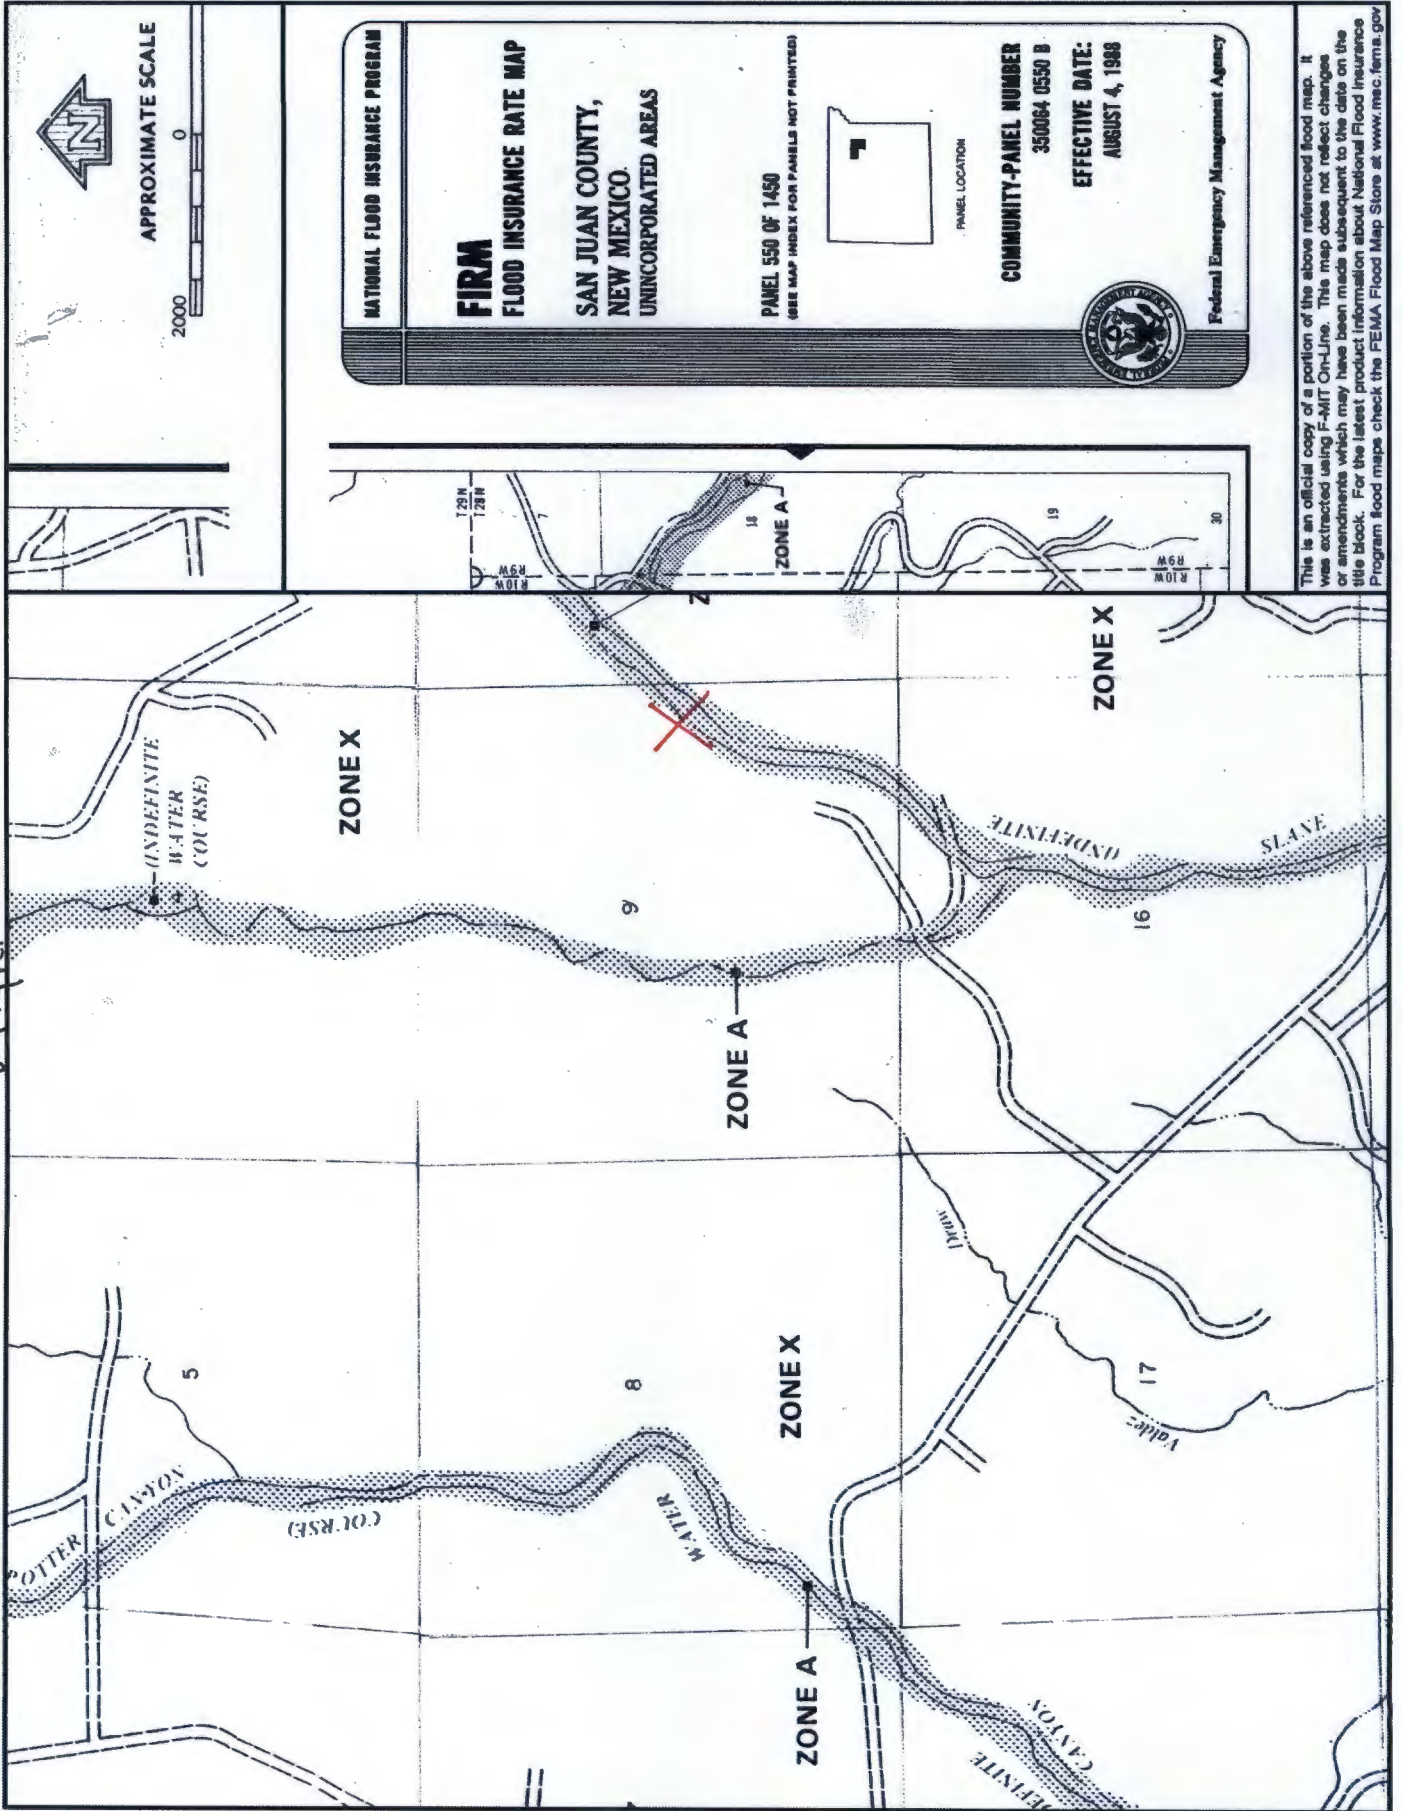 APPROXIMATE SCALE
2000 0
NATIONAL FLOOD INSURANCE PROGRAM
FIRM
FLOOD INSURANCE RATE MAP
SAN JUAN COUNTY,
NEW MEXICO
UNINCORPORATED AREAS
PANEL 550 OF 1450
(SEE MAP INDEX FOR PANELS NOT PRINTED)
PANEL LOCATION
COMMUNITY-PANEL NUMBER
350064 0550 B
EFFECTIVE DATE:
AUGUST 4, 1988
Federal Emergency Management Agency
This is an official copy of a portion of the above referenced flood map. It
was extracted using F-MIT On-Line. This map does not reflect changes
or amendments which may have been made subsequent to the date on the
title block. For the latest product information about National Flood Insurance
Program flood maps check the FEMA Flood Map Store at www.msc.fema.gov
T29N
T28N
R10W
R9W
7
18
ZONE A
19
R10W
R9W
30
(INDEFINITE
WATER
COURSE)
4
ZONE X
9
ZONE A
ZONE X
(INDEFINITE
SLANE
16
5
POTTER CANYON
COURSE)
8
WATER
ZONE X
ZONE A
Draw
17
Valdez
CANYON